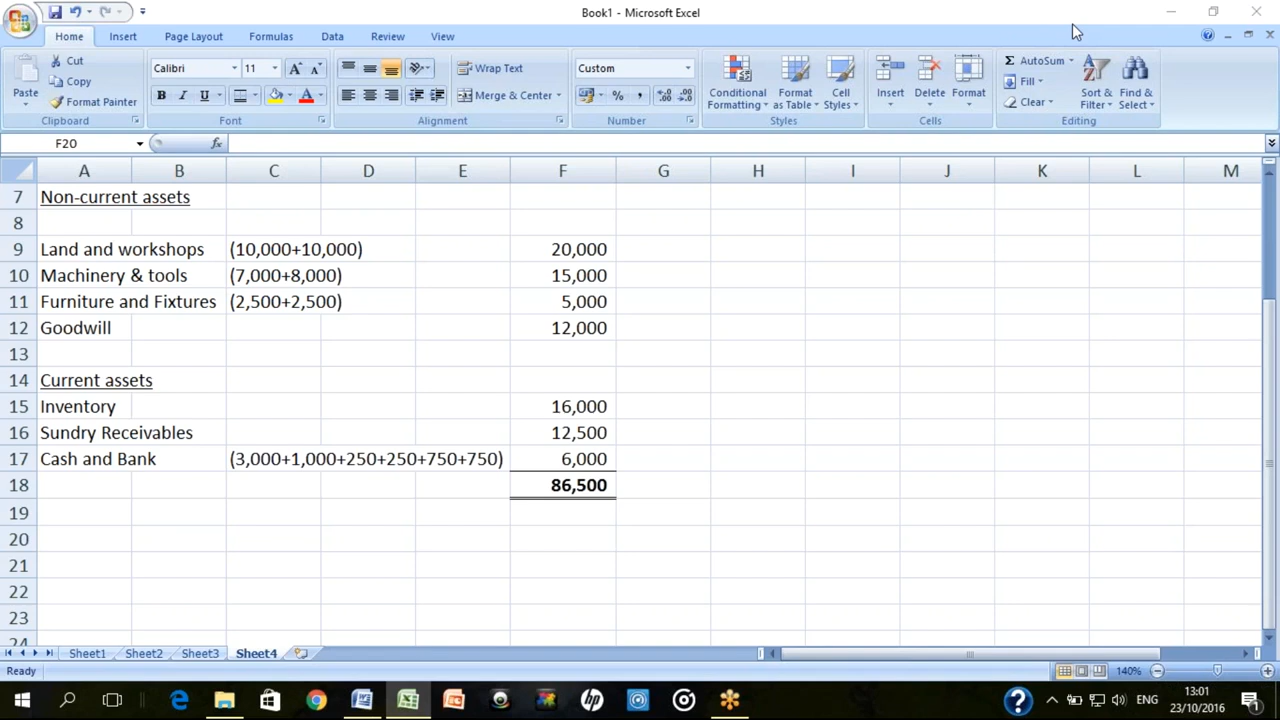 Book1 - Microsoft Excel
Home Insert Page Layout Formulas Data Review View
Paste
Cut
Copy
Format Painter
Clipboard
Calibri 11
B I U
Font
Wrap Text
Merge & Center
Alignment
Custom
Number
Conditional Formatting
Format as Table
Cell Styles
Styles
Insert Delete Format
Cells
AutoSum
Fill
Clear
Sort & Filter
Find & Select
Editing
F20 fx
A B C D E F G H I J K L M
7 Non-current assets
8
9 Land and workshops (10,000+10,000) 20,000
10 Machinery & tools (7,000+8,000) 15,000
11 Furniture and Fixtures (2,500+2,500) 5,000
12 Goodwill 12,000
13
14 Current assets
15 Inventory 16,000
16 Sundry Receivables 12,500
17 Cash and Bank (3,000+1,000+250+250+750+750) 6,000
18 86,500
19
20
21
22
23
24
Sheet1 Sheet2 Sheet3 Sheet4
Ready 140%
ENG 13:01
23/10/2016